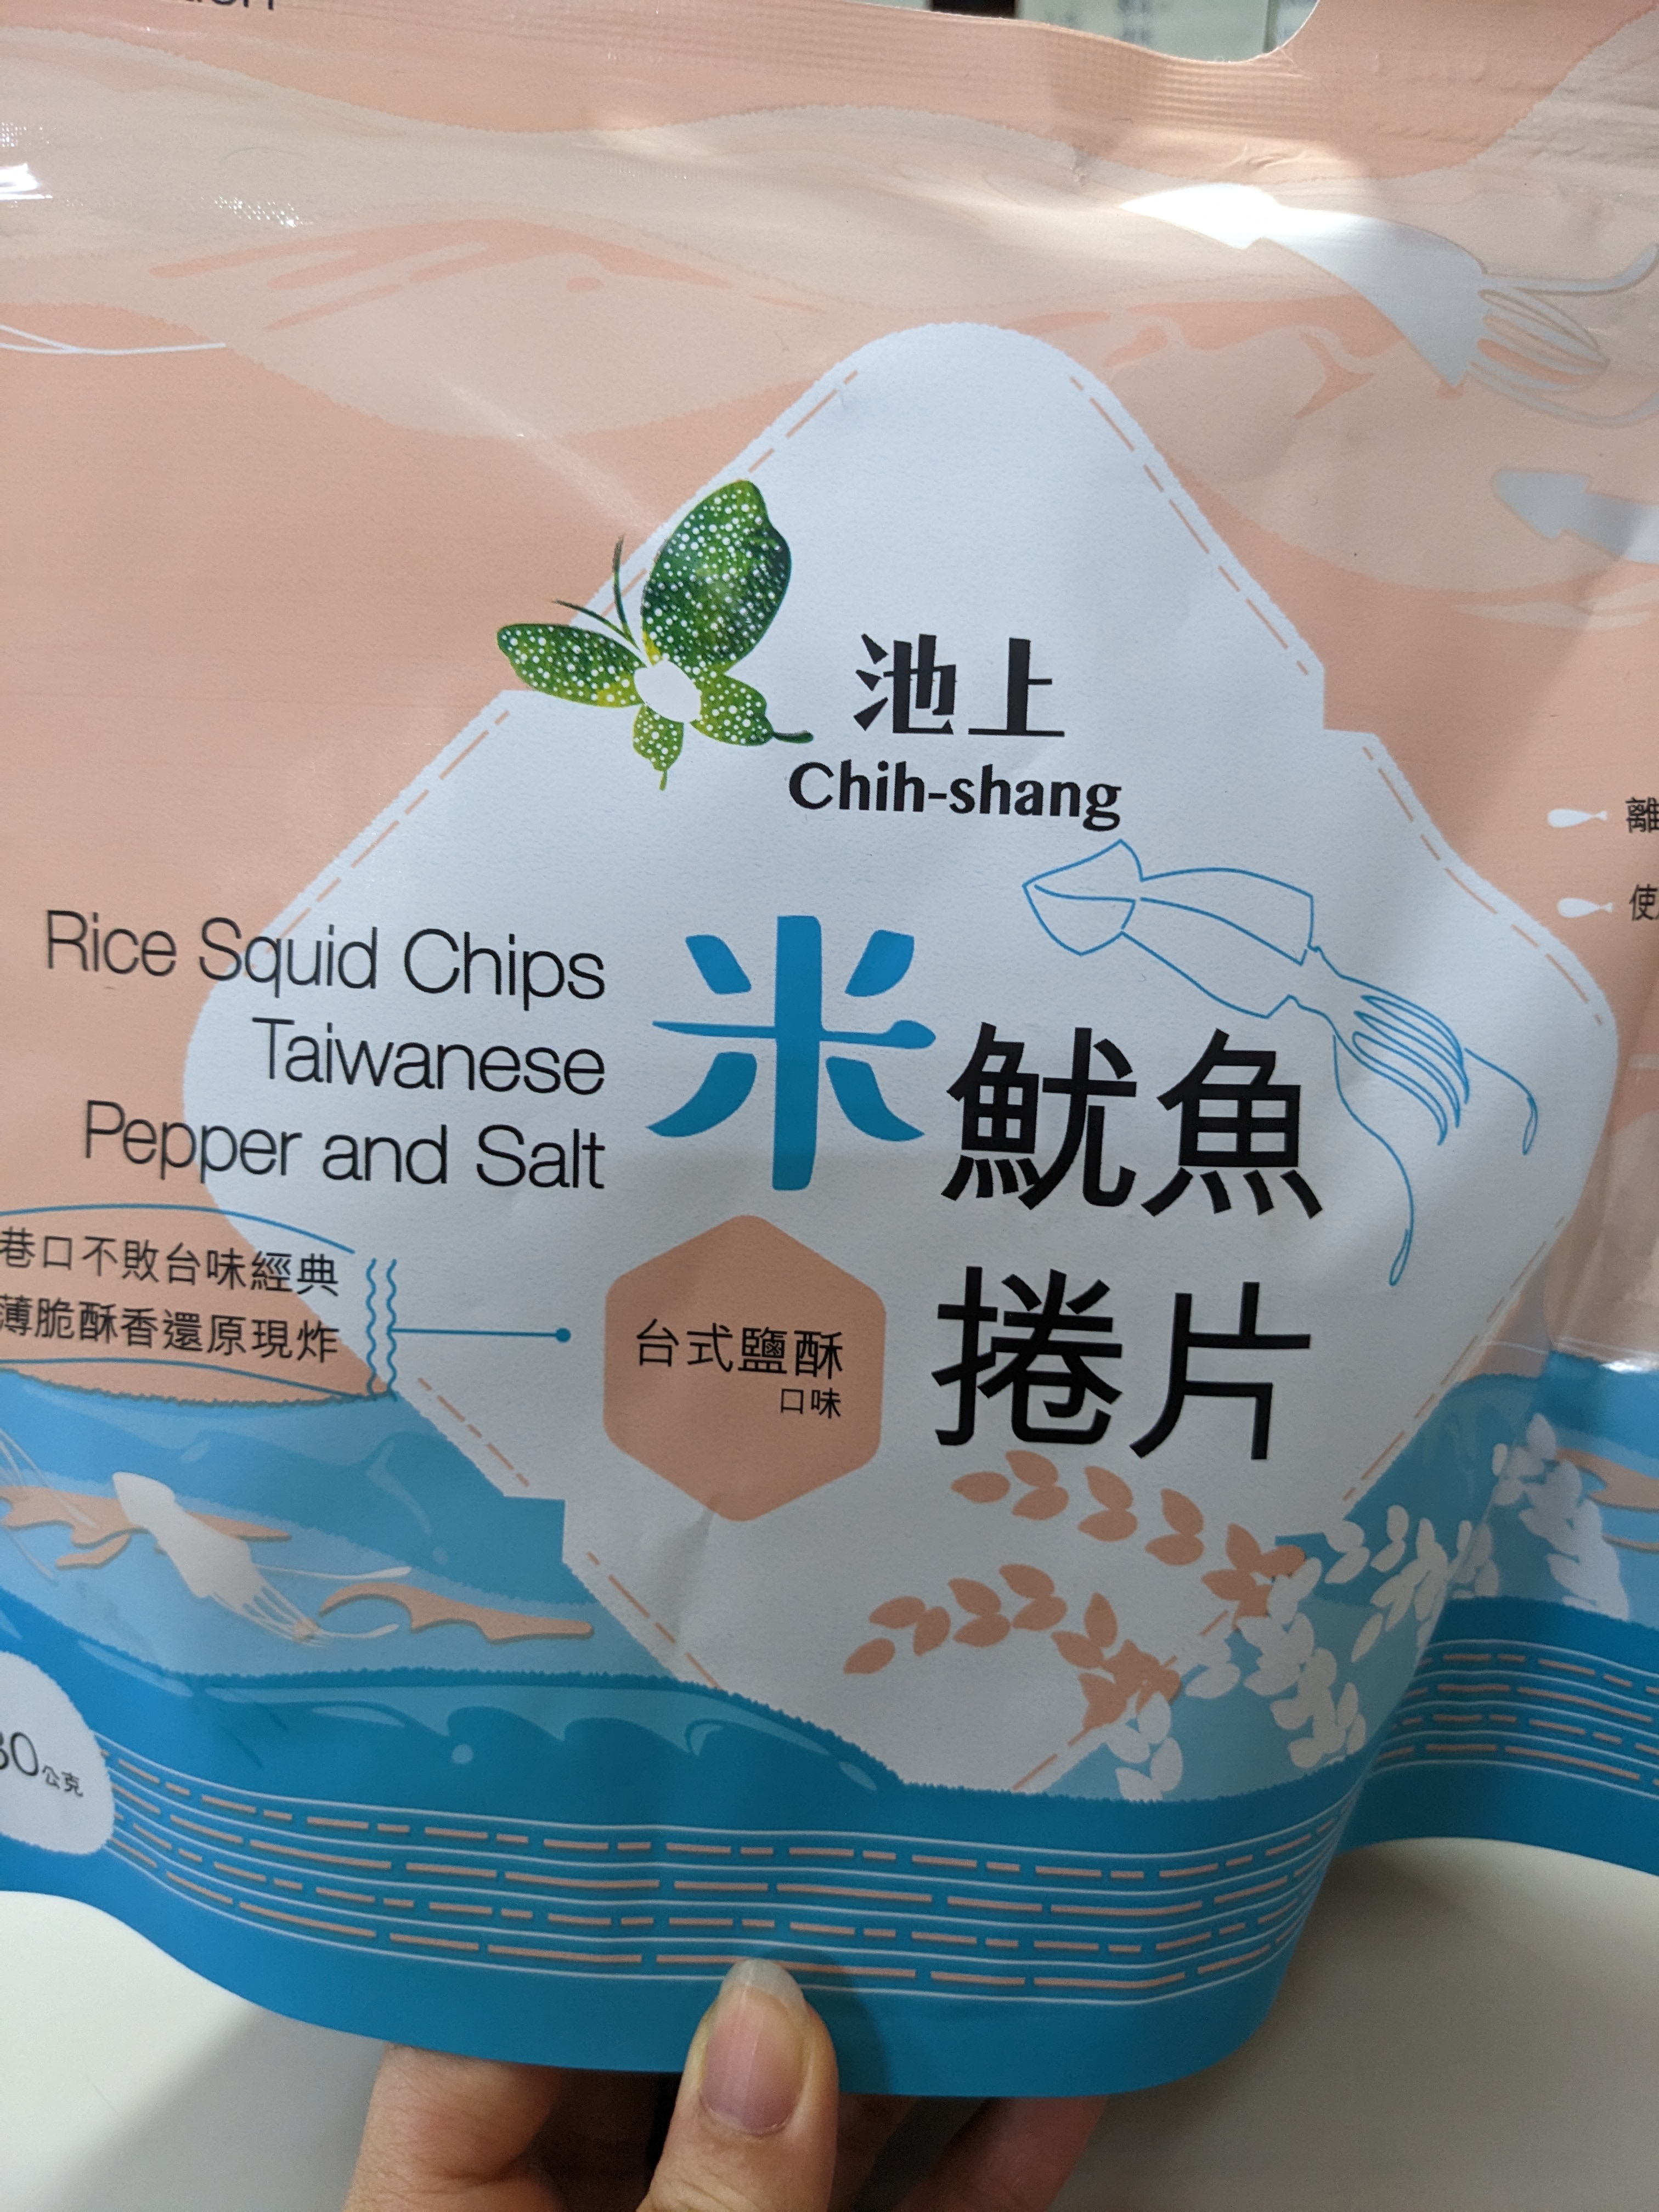 池上
Chih-shang
Rice Squid Chips
Taiwanese
Pepper and Salt
米魷魚
捲片
巷口不敗台味經典
薄脆酥香還原現炸
台式鹽酥
口味
離
使
公克